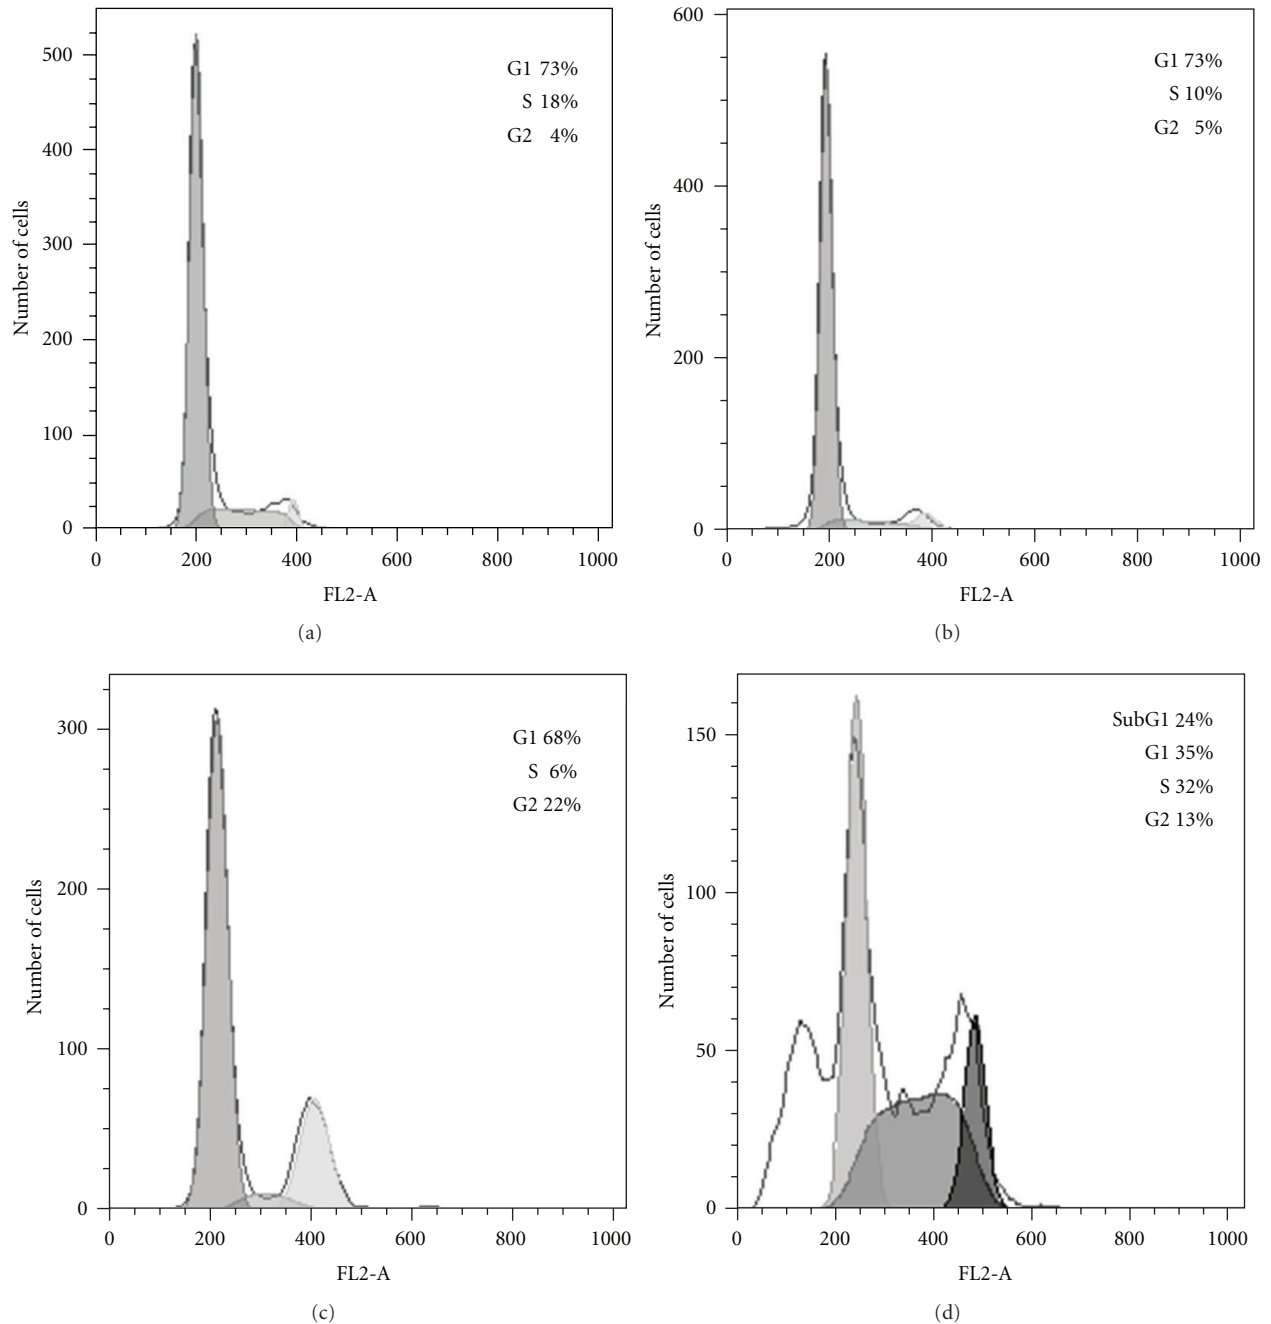 500
400
300
200
100
0
Number of cells
G1 73%
S 18%
G2 4%
0 200 400 600 800 1000
FL2-A
(a)
600
400
200
0
Number of cells
G1 73%
S 10%
G2 5%
0 200 400 600 800 1000
FL2-A
(b)
300
200
100
0
Number of cells
G1 68%
S 6%
G2 22%
0 200 400 600 800 1000
FL2-A
(c)
150
100
50
0
Number of cells
SubG1 24%
G1 35%
S 32%
G2 13%
0 200 400 600 800 1000
FL2-A
(d)